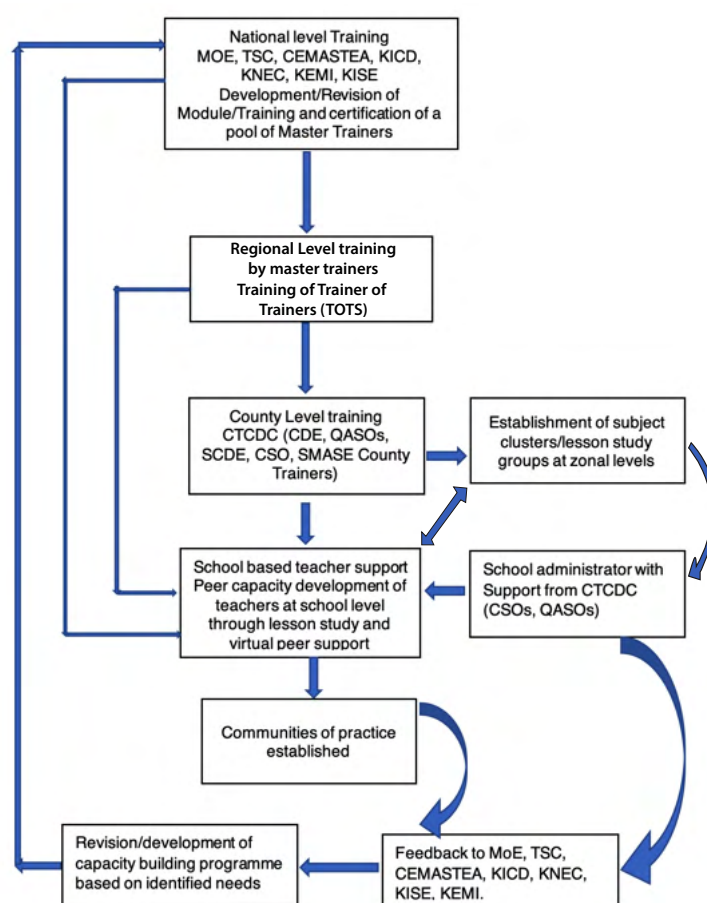 National level Training
MOE, TSC, CEMASTEA, KICD,
KNEC, KEMI, KISE
Development/Revision of
Module/Training and certification of a
pool of Master Trainers
Regional Level training
by master trainers
Training of Trainer of
Trainers (TOTS)
County Level training
CTCDC (CDE, QASOs,
SCDE, CSO, SMASE County
Trainers)
Establishment of subject
clusters/lesson study
groups at zonal levels
School based teacher support
Peer capacity development of
teachers at school level
through lesson study and
virtual peer support
School administrator with
Support from CTCDC
(CSOs, QASOs)
Communities of practice
established
Revision/development of
capacity building programme
based on identified needs
Feedback to MoE, TSC,
CEMASTEA, KICD, KNEC,
KISE, KEMI.